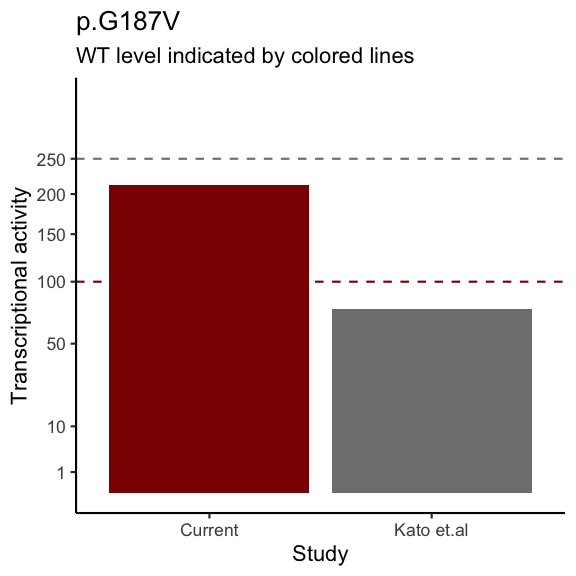 p.G187V
WT level indicated by colored lines
Transcriptional activity
250
200
150
100
50
10
1
Current
Kato et.al
Study